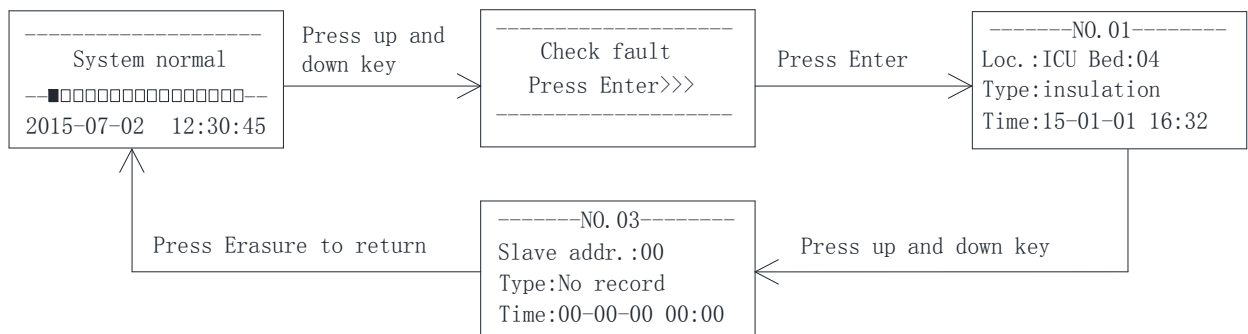 --------------------
System normal
--■□□□□□□□□□□□□□□□--
2015-07-02 12:30:45
Press up and
down key
--------------------
Check fault
Press Enter>>>
--------------------
Press Enter
-------NO.01--------
Loc.:ICU Bed:04
Type:insulation
Time:15-01-01 16:32
Press up and down key
-------NO.03--------
Slave addr.:00
Type:No record
Time:00-00-00 00:00
Press Erasure to return